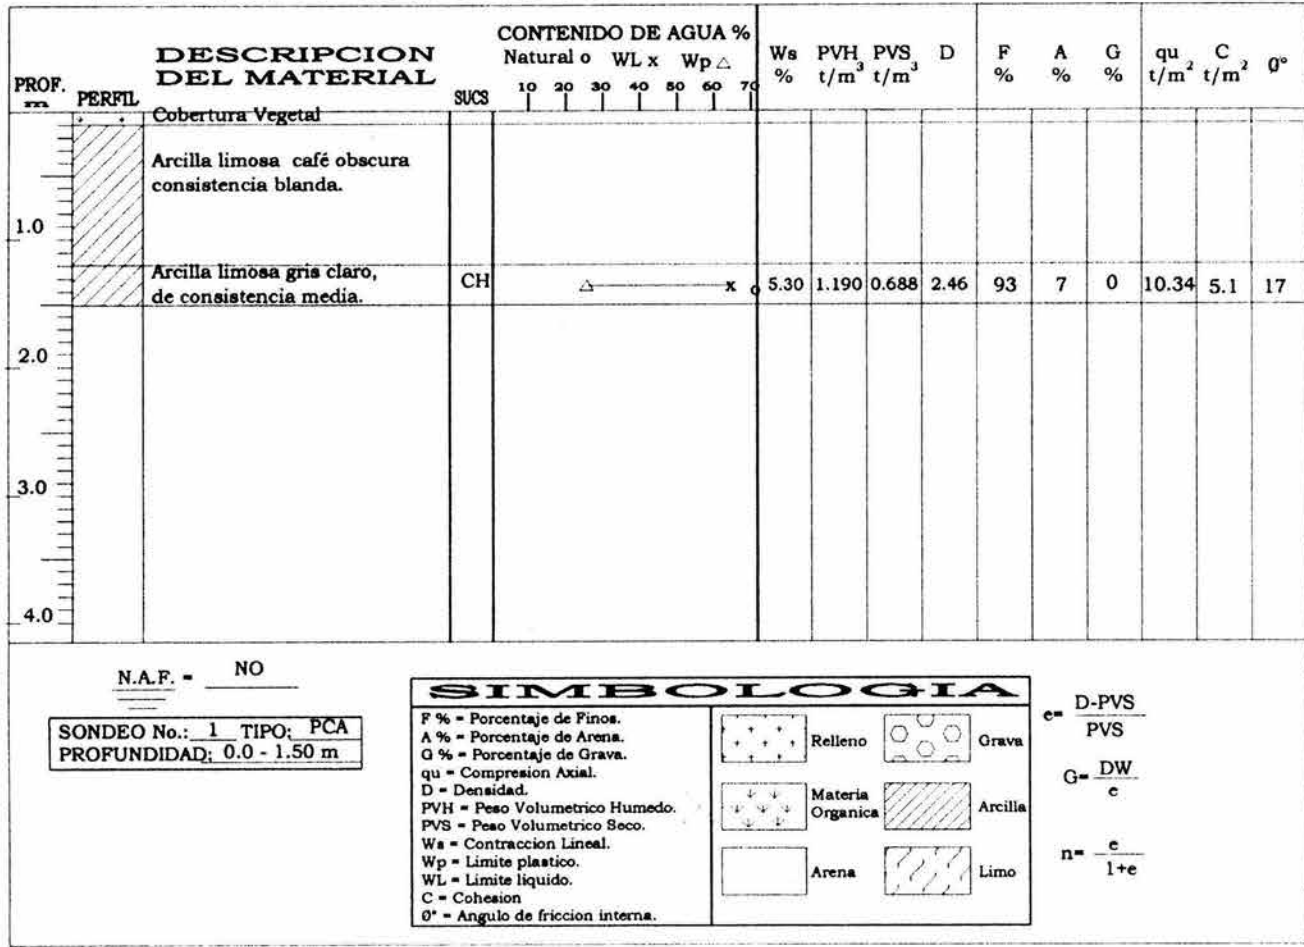 PROF. m
PERFIL
DESCRIPCION
DEL MATERIAL
SUCS
CONTENIDO DE AGUA %
Natural o WL x Wp △
10 20 30 40 50 60 70
Ws %
PVH t/m³
PVS t/m³
D
F %
A %
G %
qu t/m²
C t/m²
Ø°
Cobertura Vegetal
Arcilla limosa café obscura
consistencia blanda.
1.0
Arcilla limosa gris claro,
de consistencia media.
CH △ x o 5.30 1.190 0.688 2.46 93 7 0 10.34 5.1 17
2.0
3.0
4.0
N.A.F. = NO
SONDEO No.: 1 TIPO: PCA
PROFUNDIDAD: 0.0 - 1.50 m
SIMBOLOGIA
F % = Porcentaje de Finos.
A % = Porcentaje de Arena.
G % = Porcentaje de Grava.
qu = Compresion Axial.
D = Densidad.
PVH = Peso Volumetrico Humedo.
PVS = Peso Volumetrico Seco.
Ws = Contraccion Lineal.
Wp = Limite plastico.
WL = Limite liquido.
C = Cohesion
Ø° = Angulo de friccion interna.
Relleno
Grava
Materia
Organica
Arcilla
Arena
Limo
e= D-PVS
PVS
G= DW
e
n= e
1+e